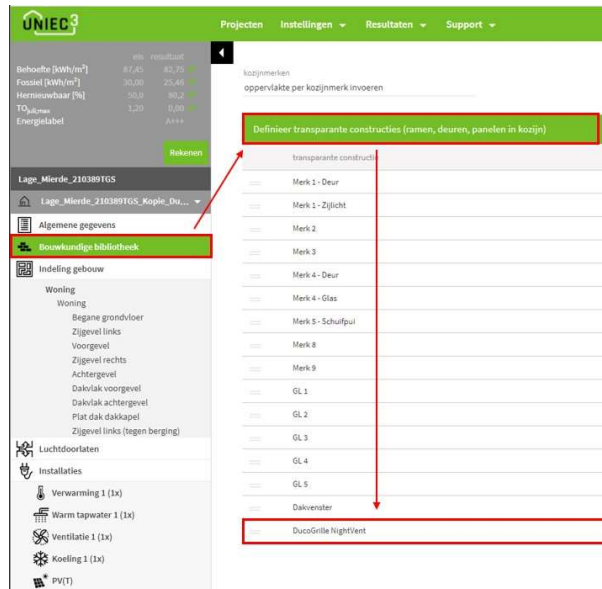 UNIEC3
Projecten Instellingen Resultaten Support
eis resultaat
Behoefte [kWh/m²] 87,45 82,75
Fossiel [kWh/m²] 30,00 25,46
Hernieuwbaar [%] 50,0 80,2
TOjuli;max 1,20 0,00
Energielabel A+++
Rekenen
Lage_Mierde_210389TGS
Lage_Mierde_210389TGS_Kopie_Du...
Algemene gegevens
Bouwkundige bibliotheek
Indeling gebouw
Woning
Woning
Begane grondvloer
Zijgevel links
Voorgevel
Zijgevel rechts
Achtergevel
Dakvlak voorgevel
Dakvlak achtergevel
Plat dak dakkapel
Zijgevel links (tegen berging)
Luchtdoorlaten
Installaties
Verwarming 1 (1x)
Warm tapwater 1 (1x)
Ventilatie 1 (1x)
Koeling 1 (1x)
PV(T)
kozijnmerken
oppervlakte per kozijnmerk invoeren
Definieer transparante constructies (ramen, deuren, panelen in kozijn)
transparante constructie
Merk 1 - Deur
Merk 1 - Zijlicht
Merk 2
Merk 3
Merk 4 - Deur
Merk 4 - Glas
Merk 5 - Schuifpui
Merk 8
Merk 9
GL 1
GL 2
GL 3
GL 4
GL 5
Dakvenster
DucoGrille NightVent